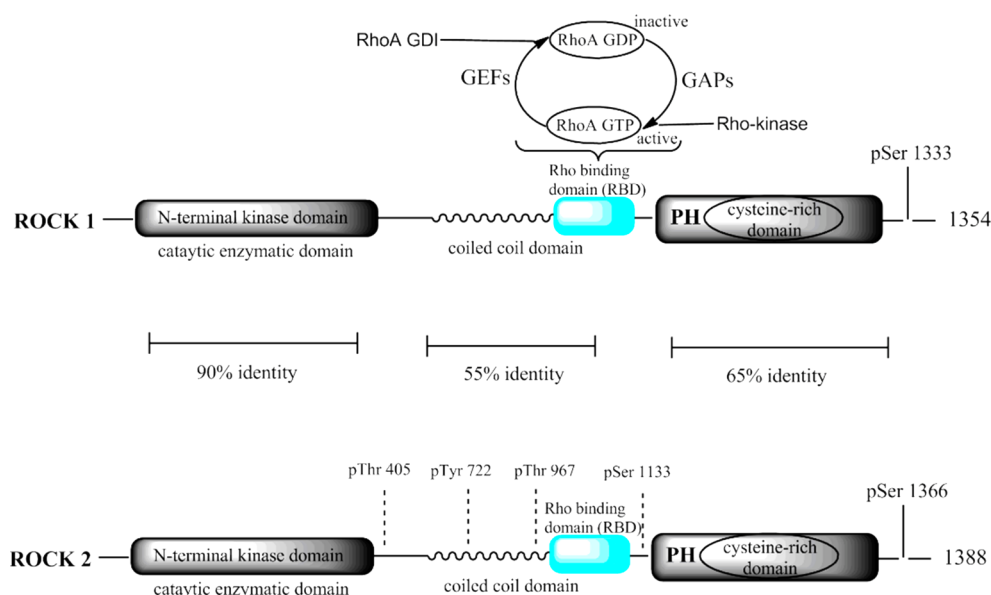 inactive
RhoA GDI
RhoA GDP
GEFs
GAPs
RhoA GTP
Rho-kinase
active
pSer 1333
Rho binding
domain (RBD)
ROCK 1
N-terminal kinase domain
PH
cysteine-rich
domain
1354
cataytic enzymatic domain
coiled coil domain
90% identity
55% identity
65% identity
pThr 405
pTyr 722
pThr 967
pSer 1133
pSer 1366
Rho binding
domain (RBD)
ROCK 2
N-terminal kinase domain
PH
cysteine-rich
domain
1388
cataytic enzymatic domain
coiled coil domain